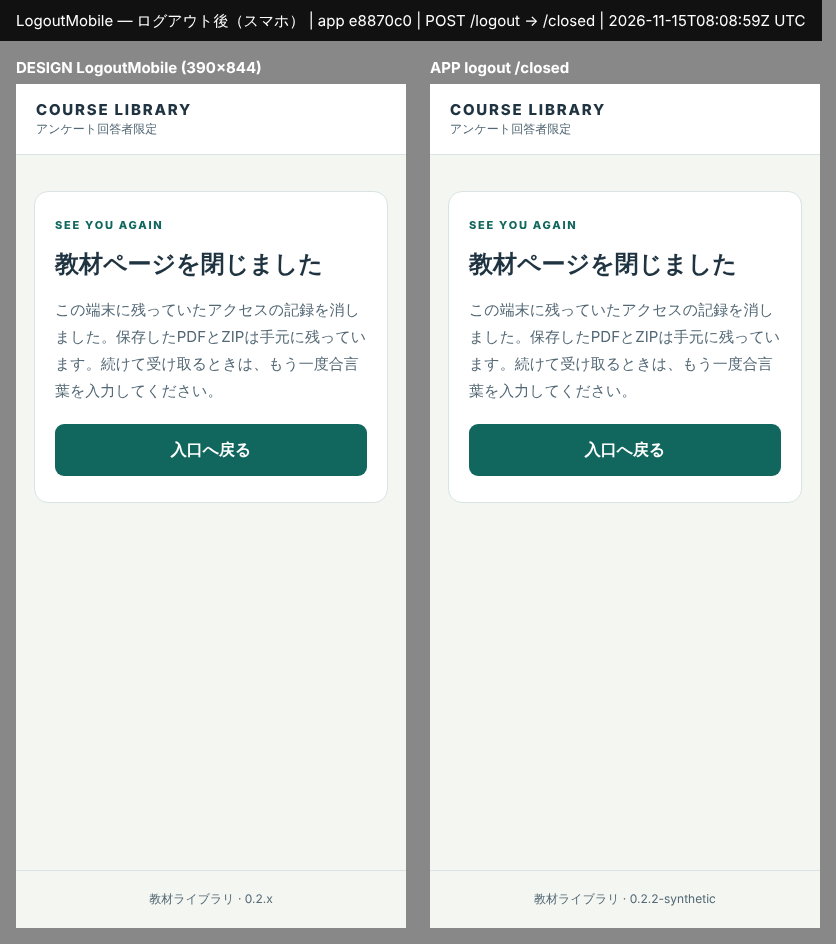 LogoutMobile — ログアウト後（スマホ） | app e8870c0 | POST /logout → /closed | 2026-11-15T08:08:59Z UTC
DESIGN LogoutMobile (390×844)
COURSE LIBRARY
アンケート回答者限定
SEE YOU AGAIN
教材ページを閉じました
この端末に残っていたアクセスの記録を消し
ました。保存したPDFとZIPは手元に残ってい
ます。続けて受け取るときは、もう一度合言
葉を入力してください。
入口へ戻る
教材ライブラリ · 0.2.x
APP logout /closed
COURSE LIBRARY
アンケート回答者限定
SEE YOU AGAIN
教材ページを閉じました
この端末に残っていたアクセスの記録を消し
ました。保存したPDFとZIPは手元に残ってい
ます。続けて受け取るときは、もう一度合言
葉を入力してください。
入口へ戻る
教材ライブラリ · 0.2.2-synthetic